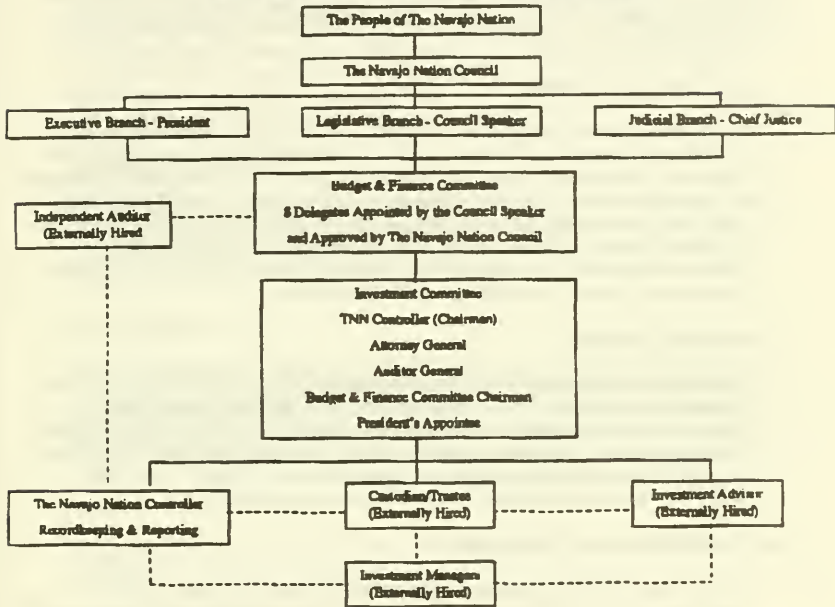 The People of The Navajo Nation
The Navajo Nation Council
Executive Branch - President
Legislative Branch - Council Speaker
Judicial Branch - Chief Justice
Budget & Finance Committee
8 Delegates Appointed by the Council Speaker
and Approved by The Navajo Nation Council
Independent Auditor
(Externally Hired
Investment Committee
TNN Controller (Chairman)
Attorney General
Auditor General
Budget & Finance Committee Chairman
President's Appointee
The Navajo Nation Controller
Recordkeeping & Reporting
Custodian/Trustee
(Externally Hired)
Investment Advisor
(Externally Hired)
Investment Managers
(Externally Hired)